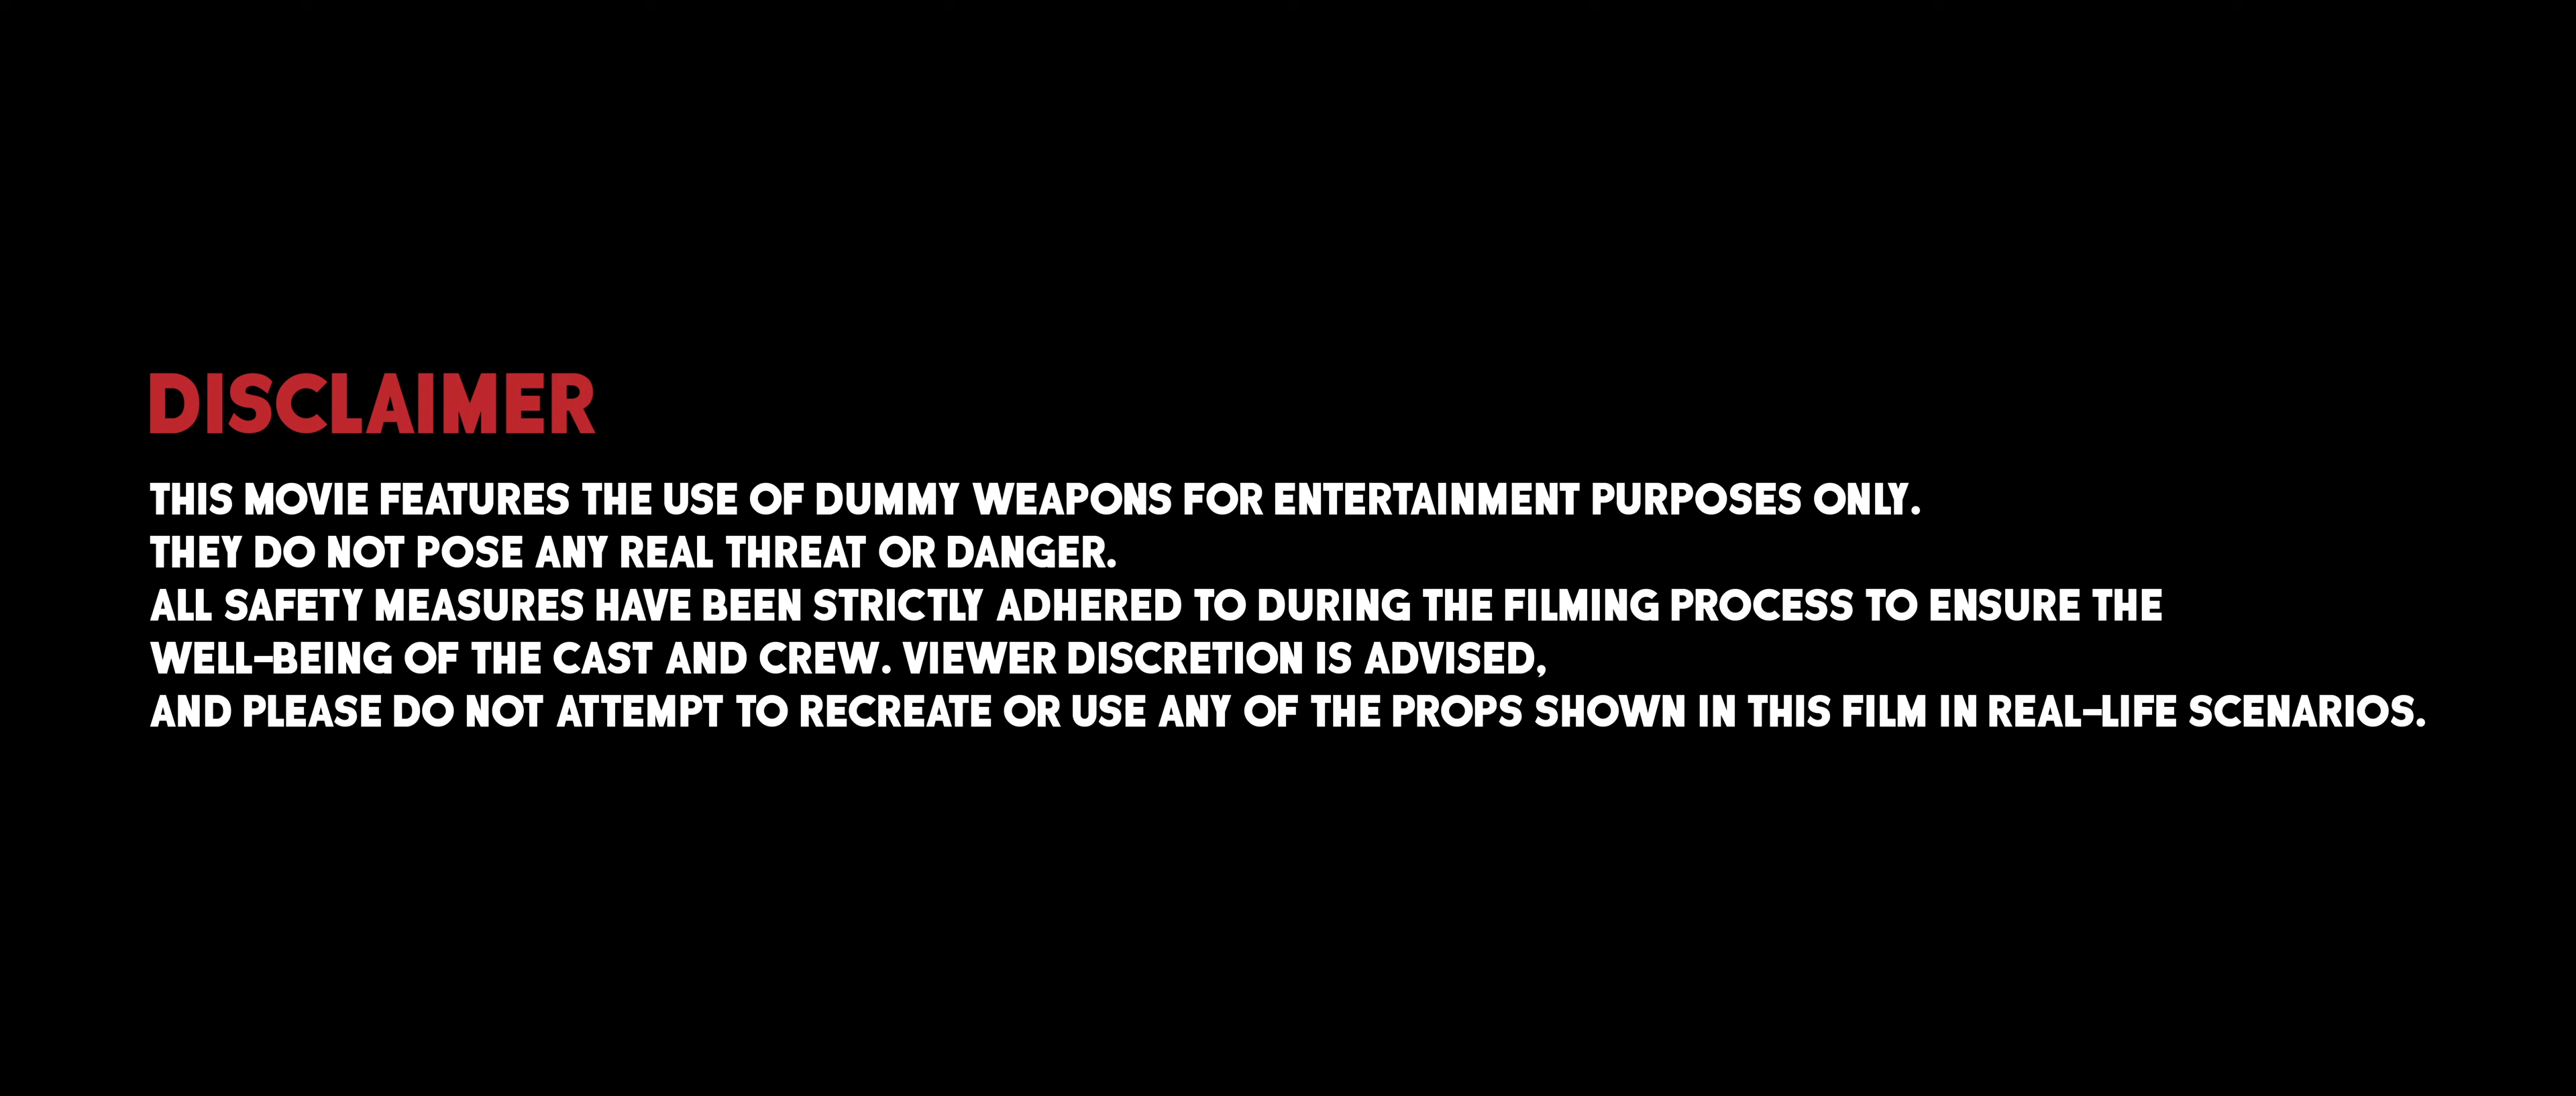 DISCLAIMER
THIS MOVIE FEATURES THE USE OF DUMMY WEAPONS FOR ENTERTAINMENT PURPOSES ONLY.
THEY DO NOT POSE ANY REAL THREAT OR DANGER.
ALL SAFETY MEASURES HAVE BEEN STRICTLY ADHERED TO DURING THE FILMING PROCESS TO ENSURE THE
WELL-BEING OF THE CAST AND CREW. VIEWER DISCRETION IS ADVISED,
AND PLEASE DO NOT ATTEMPT TO RECREATE OR USE ANY OF THE PROPS SHOWN IN THIS FILM IN REAL-LIFE SCENARIOS.